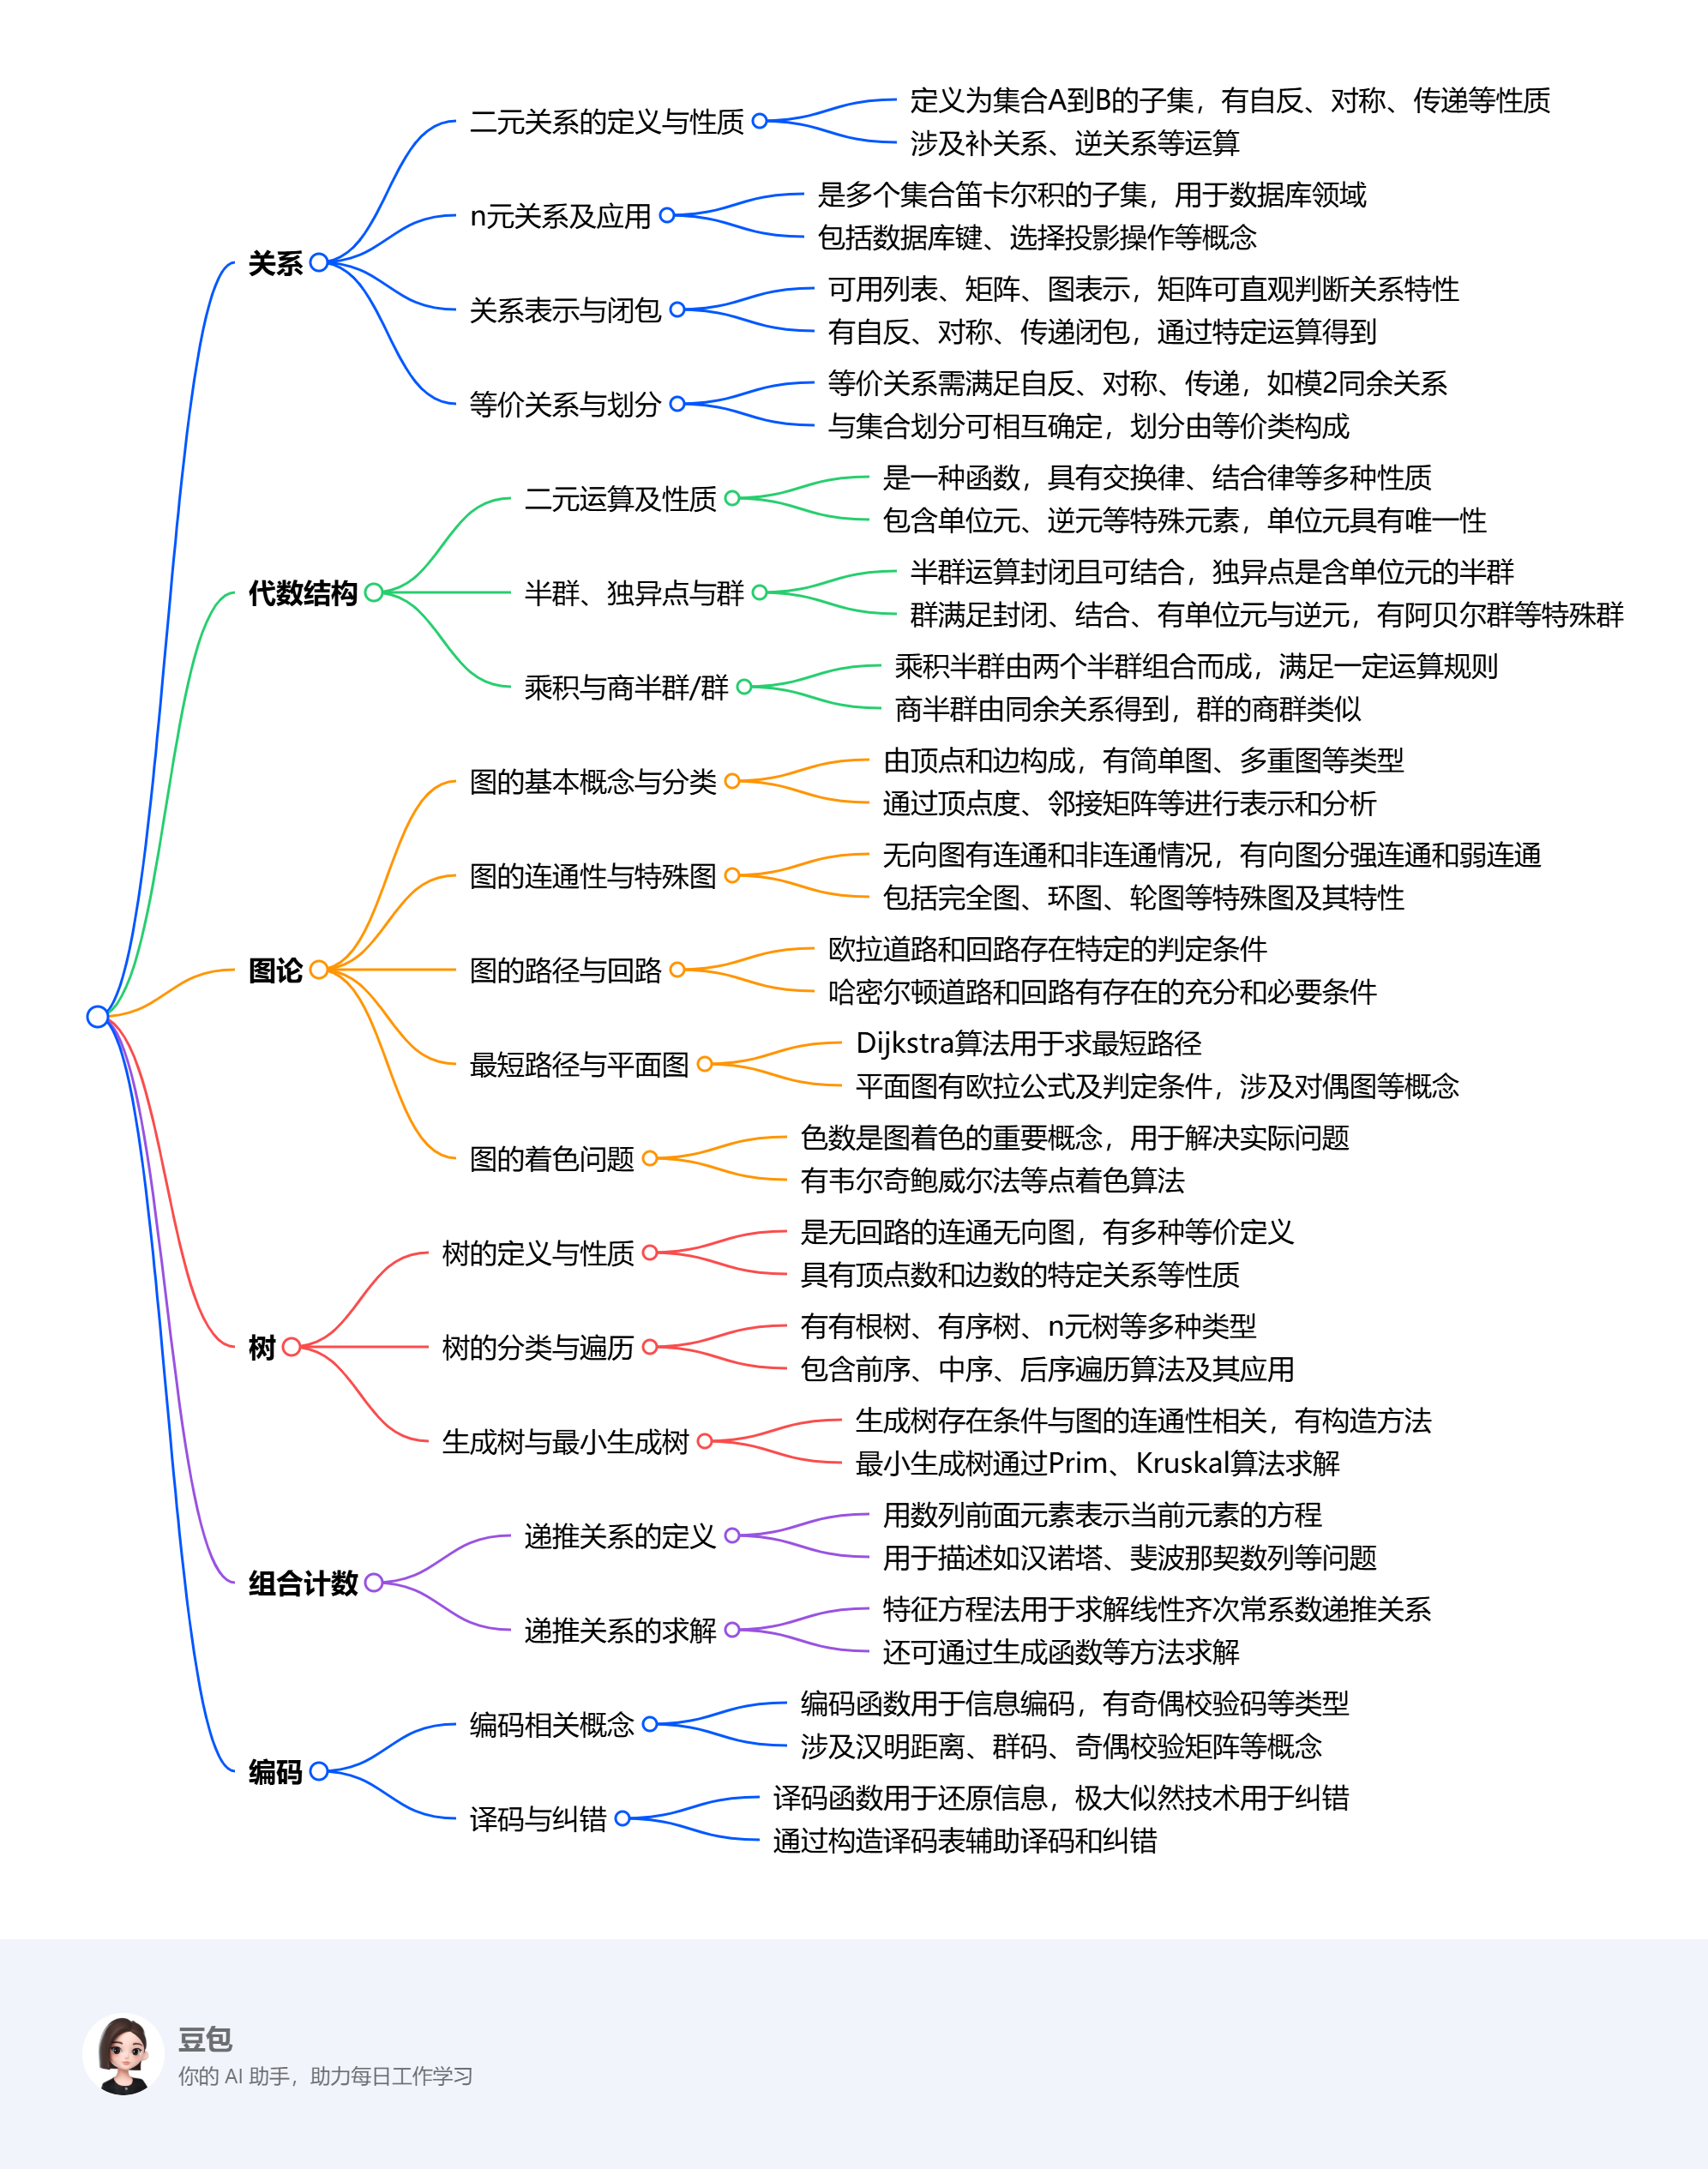 关系
二元关系的定义与性质
定义为集合A到B的子集，有自反、对称、传递等性质
涉及补关系、逆关系等运算
n元关系及应用
是多个集合笛卡尔积的子集，用于数据库领域
包括数据库键、选择投影操作等概念
关系表示与闭包
可用列表、矩阵、图表示，矩阵可直观判断关系特性
有自反、对称、传递闭包，通过特定运算得到
等价关系与划分
等价关系需满足自反、对称、传递，如模2同余关系
与集合划分可相互确定，划分由等价类构成
代数结构
二元运算及性质
是一种函数，具有交换律、结合律等多种性质
包含单位元、逆元等特殊元素，单位元具有唯一性
半群、独异点与群
半群运算封闭且可结合，独异点是含单位元的半群
群满足封闭、结合、有单位元与逆元，有阿贝尔群等特殊群
乘积与商半群/群
乘积半群由两个半群组合而成，满足一定运算规则
商半群由同余关系得到，群的商群类似
图论
图的基本概念与分类
由顶点和边构成，有简单图、多重图等类型
通过顶点度、邻接矩阵等进行表示和分析
图的连通性与特殊图
无向图有连通和非连通情况，有向图分强连通和弱连通
包括完全图、环图、轮图等特殊图及其特性
图的路径与回路
欧拉道路和回路存在特定的判定条件
哈密尔顿道路和回路有存在的充分和必要条件
最短路径与平面图
Dijkstra算法用于求最短路径
平面图有欧拉公式及判定条件，涉及对偶图等概念
图的着色问题
色数是图着色的重要概念，用于解决实际问题
有韦尔奇鲍威尔法等点着色算法
树
树的定义与性质
是无回路的连通无向图，有多种等价定义
具有顶点数和边数的特定关系等性质
树的分类与遍历
有有根树、有序树、n元树等多种类型
包含前序、中序、后序遍历算法及其应用
生成树与最小生成树
生成树存在条件与图的连通性相关，有构造方法
最小生成树通过Prim、Kruskal算法求解
组合计数
递推关系的定义
用数列前面元素表示当前元素的方程
用于描述如汉诺塔、斐波那契数列等问题
递推关系的求解
特征方程法用于求解线性齐次常系数递推关系
还可通过生成函数等方法求解
编码
编码相关概念
编码函数用于信息编码，有奇偶校验码等类型
涉及汉明距离、群码、奇偶校验矩阵等概念
译码与纠错
译码函数用于还原信息，极大似然技术用于纠错
通过构造译码表辅助译码和纠错
豆包
你的 AI 助手，助力每日工作学习